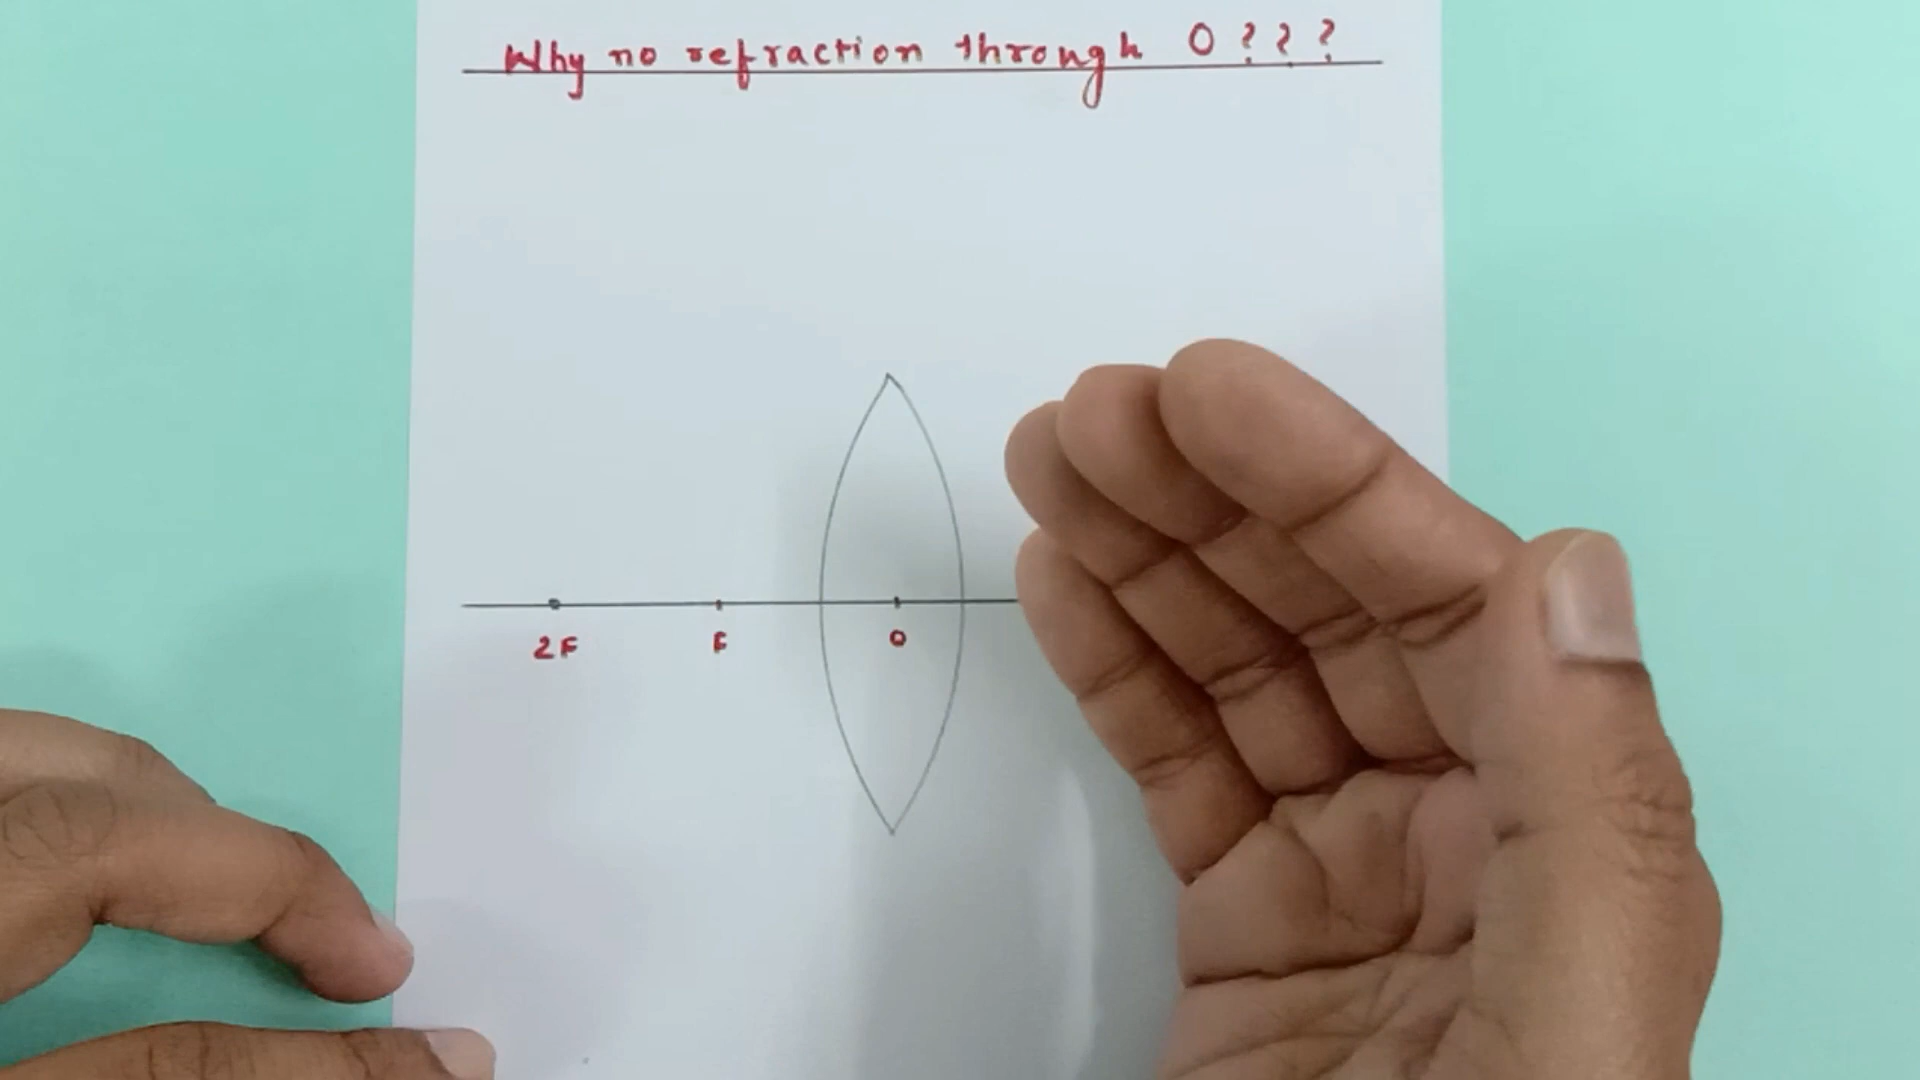 Why no refraction through O ? ? ?
2F F O